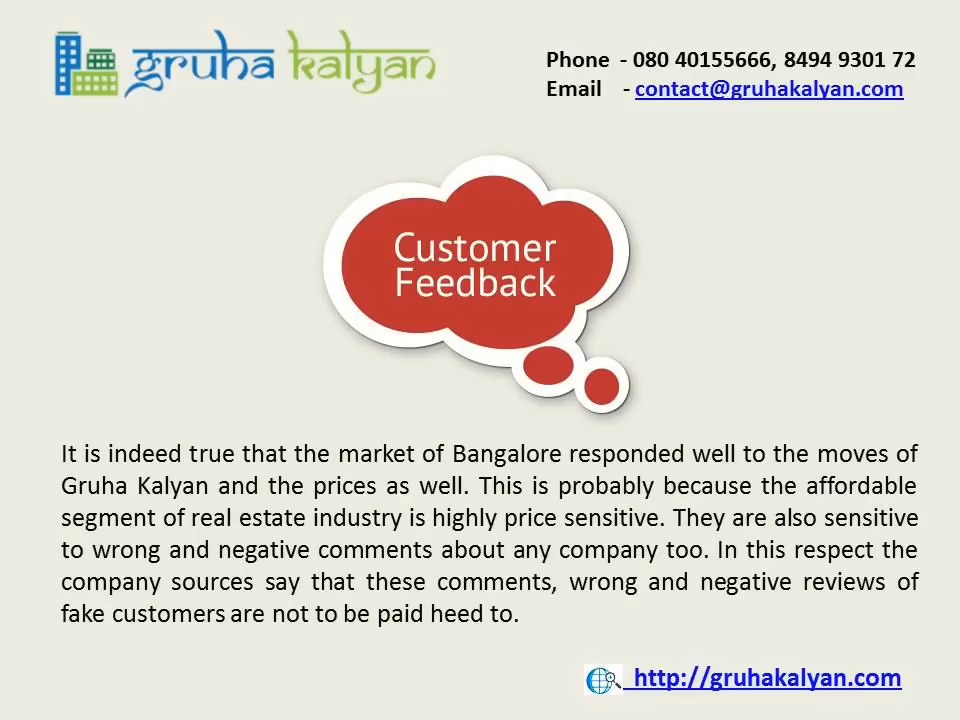 gruha kalyan
Phone - 080 40155666, 8494 9301 72
Email - contact@gruhakalyan.com
Customer
Feedback
It is indeed true that the market of Bangalore responded well to the moves of
Gruha Kalyan and the prices as well. This is probably because the affordable
segment of real estate industry is highly price sensitive. They are also sensitive
to wrong and negative comments about any company too. In this respect the
company sources say that these comments, wrong and negative reviews of
fake customers are not to be paid heed to.
http://gruhakalyan.com